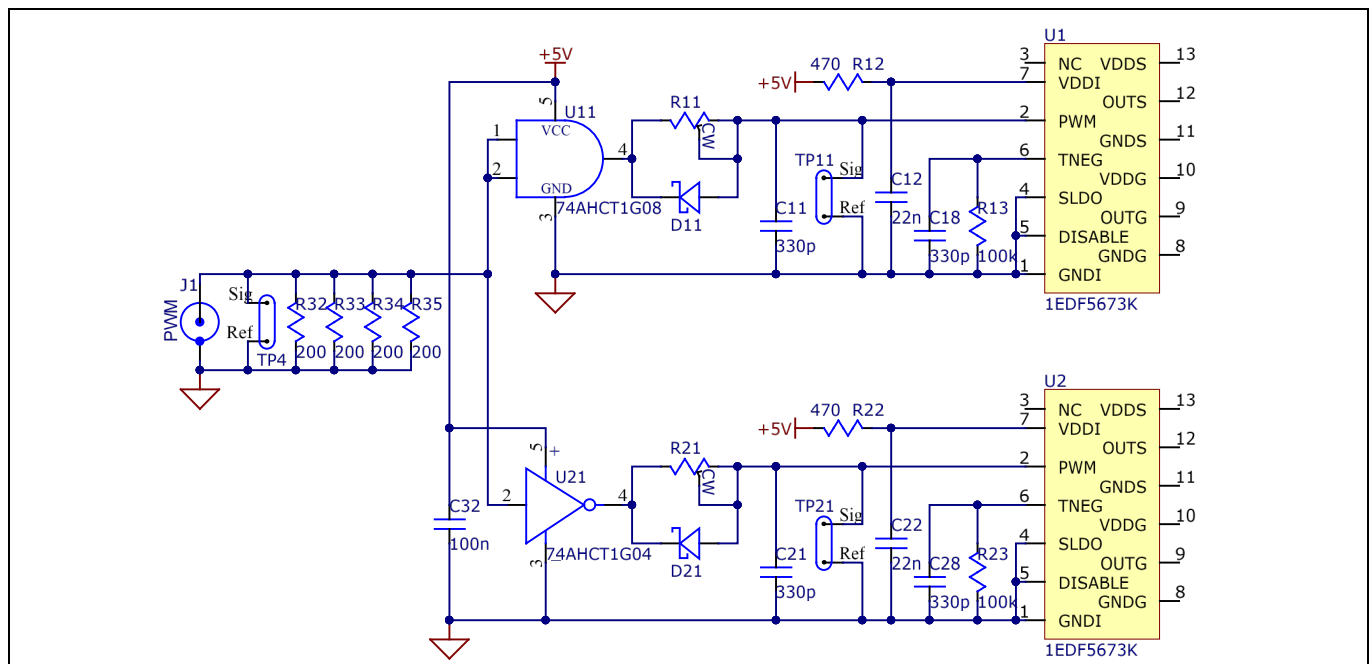 U1
+5V
470 R12
+5V
3 NC VDDS 13
7 VDDI
OUTS 12
5
U11
VCC
R11
CW
2 PWM
1
GNDS 11
2
4
TP11
Sig
6 TNEG
VDDG 10
GND
C12
4 SLDO
3
74AHCT1G08
D11
C11
Ref
22n
C18
R13
OUTG 9
5 DISABLE
330p
330p
100k
GNDG 8
1 GNDI
1EDF5673K
J1
PWM
Sig
Ref
TP4
R32
R33
R34
R35
200
200
200
200
U2
470 R22
+5V
3 NC VDDS 13
7 VDDI
OUTS 12
5
+
U21
R21
CW
2 PWM
GNDS 11
2
4
TP21
Sig
6 TNEG
VDDG 10
C32
100n
C22
4 SLDO
3
74AHCT1G04
D21
C21
Ref
22n
C28
R23
OUTG 9
5 DISABLE
330p
330p
100k
GNDG 8
1 GNDI
1EDF5673K